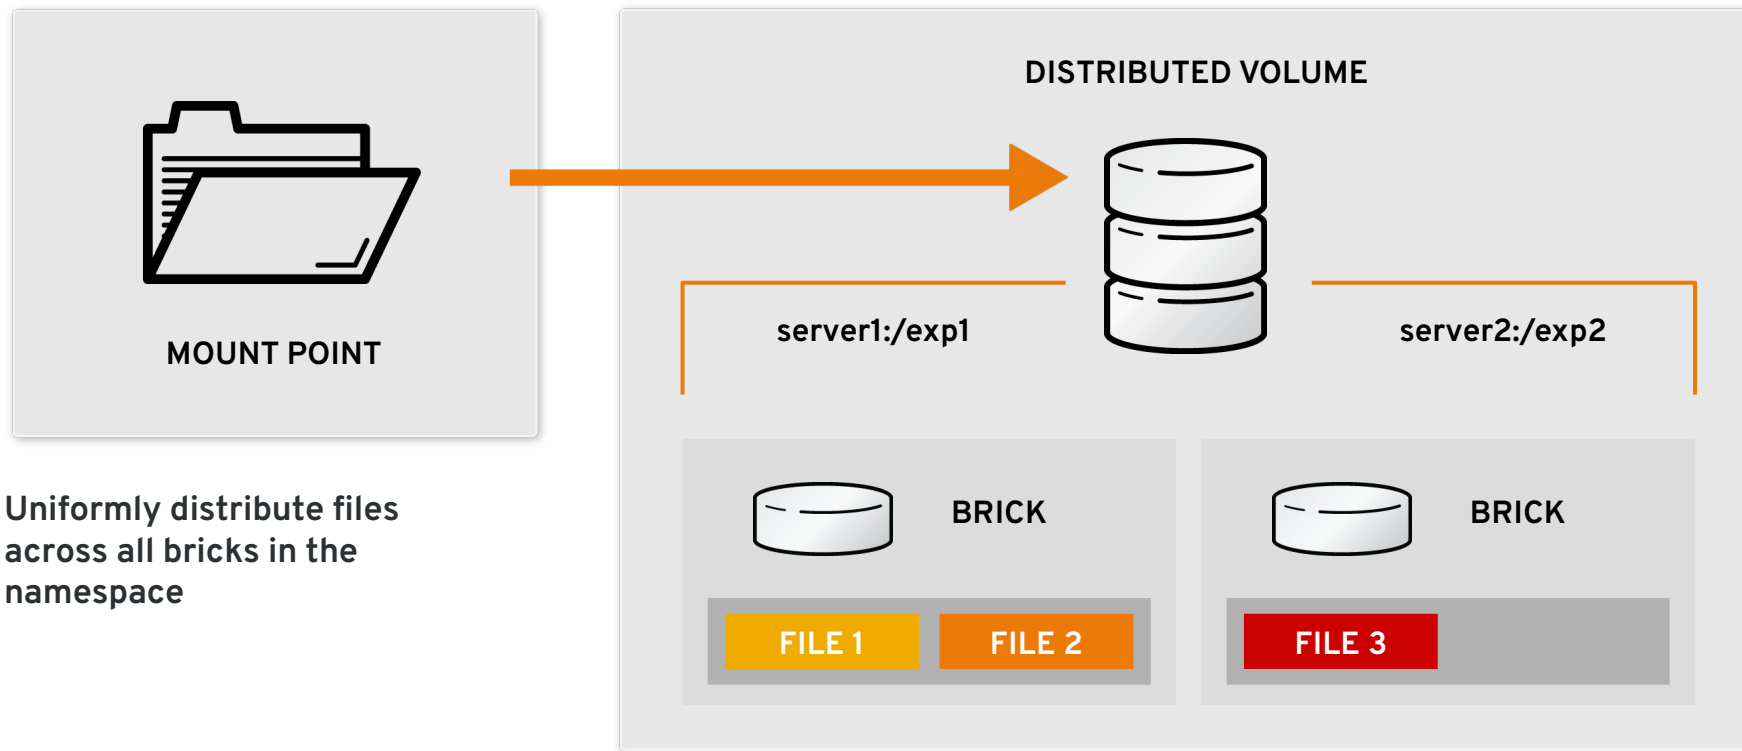 MOUNT POINT
Uniformly distribute files
across all bricks in the
namespace
DISTRIBUTED VOLUME
server1:/exp1
server2:/exp2
BRICK
FILE 1
FILE 2
BRICK
FILE 3